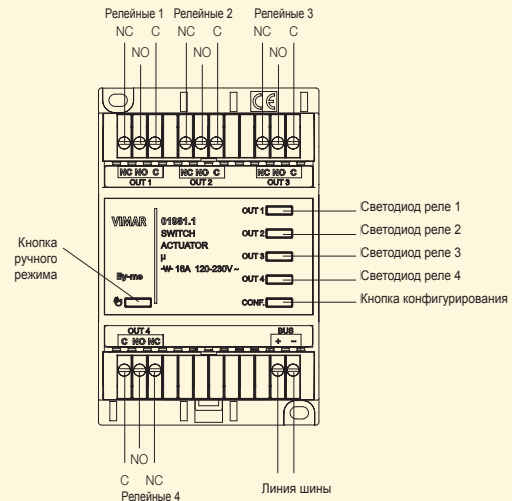 Релейные 1 Релейные 2 Релейные 3
NC C NC C NC C
NO NO NO
CE
NC NO C NC NO C NC NO C
OUT 1 OUT 2 OUT 3
VIMAR
01981.1
SWITCH
ACTUATOR
µ
-W- 16A 120-230V~
By-me
OUT 1
OUT 2
OUT 3
OUT 4
CONF.
Светодиод реле 1
Светодиод реле 2
Светодиод реле 3
Светодиод реле 4
Кнопка конфигурирования
Кнопка
ручного
режима
OUT 4 BUS
C NO NC + -
NO
C NC
Релейные 4
Линия шины